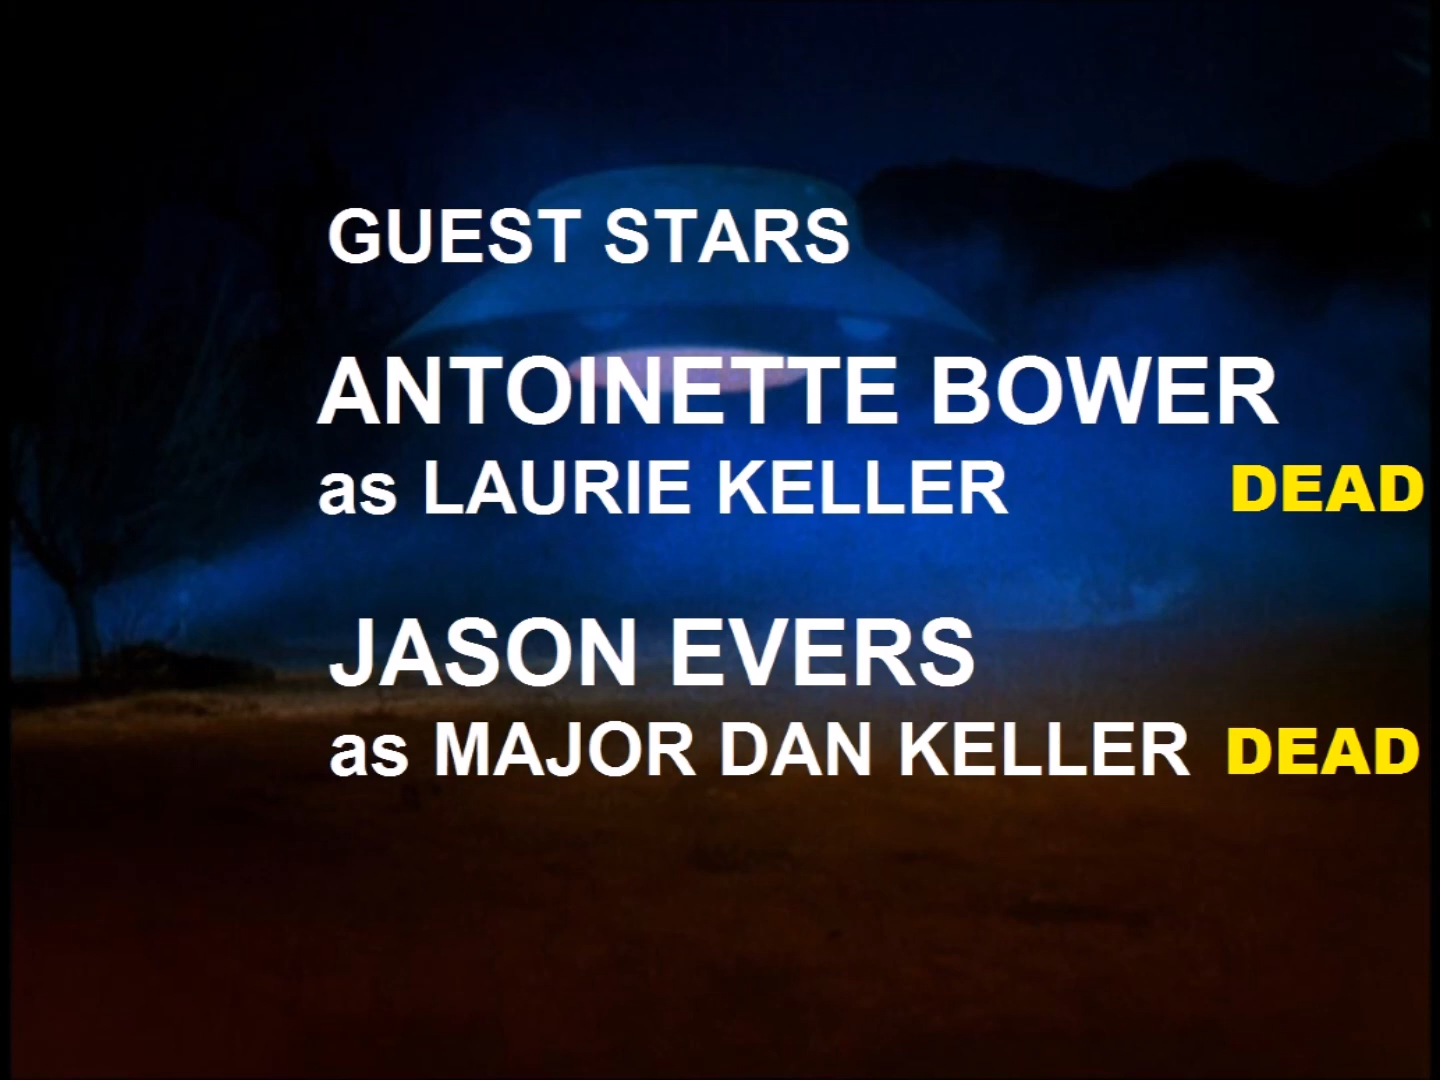 GUEST STARS
ANTOINETTE BOWER
as LAURIE KELLER DEAD
JASON EVERS
as MAJOR DAN KELLER DEAD